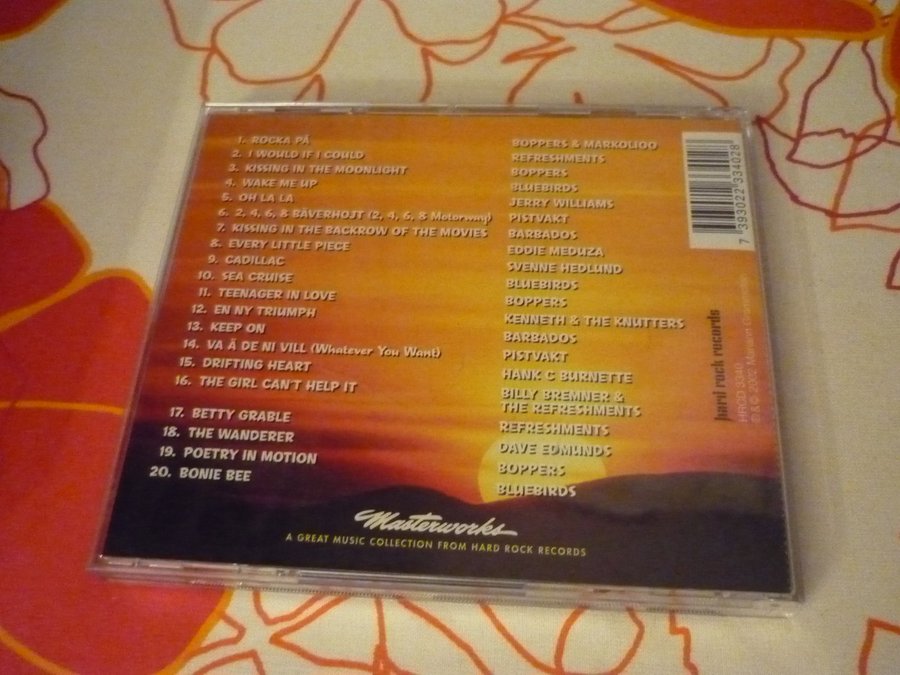 1. ROCKA PÅ BOPPERS & MARKOLIOO
2. I WOULD IF I COULD REFRESHMENTS
3. KISSING IN THE MOONLIGHT BOPPERS
4. WAKE ME UP BLUEBIRDS
5. OH LA LA JERRY WILLIAMS
6. 2, 4, 6, 8 BÄVERHOJT (2, 4, 6, 8 Motorway) PISTVAKT
7. KISSING IN THE BACKROW OF THE MOVIES BARBADOS
8. EVERY LITTLE PIECE EDDIE MEDUZA
9. CADILLAC SVENNE HEDLUND
10. SEA CRUISE BLUEBIRDS
11. TEENAGER IN LOVE BOPPERS
12. EN NY TRIUMPH KENNETH & THE KNUTTERS
13. KEEP ON BARBADOS
14. VA Ä DE NI VILL (Whatever You Want) PISTVAKT
15. DRIFTING HEART HANK C BURNETTE
16. THE GIRL CAN'T HELP IT BILLY BREMNER &
THE REFRESHMENTS
17. BETTY GRABLE REFRESHMENTS
18. THE WANDERER DAVE EDMUNDS
19. POETRY IN MOTION BOPPERS
20. BONIE BEE BLUEBIRDS
Masterworks
A GREAT MUSIC COLLECTION FROM HARD ROCK RECORDS
7 393022 334028
hard rock records
HRCD 3340
℗ & © 2002